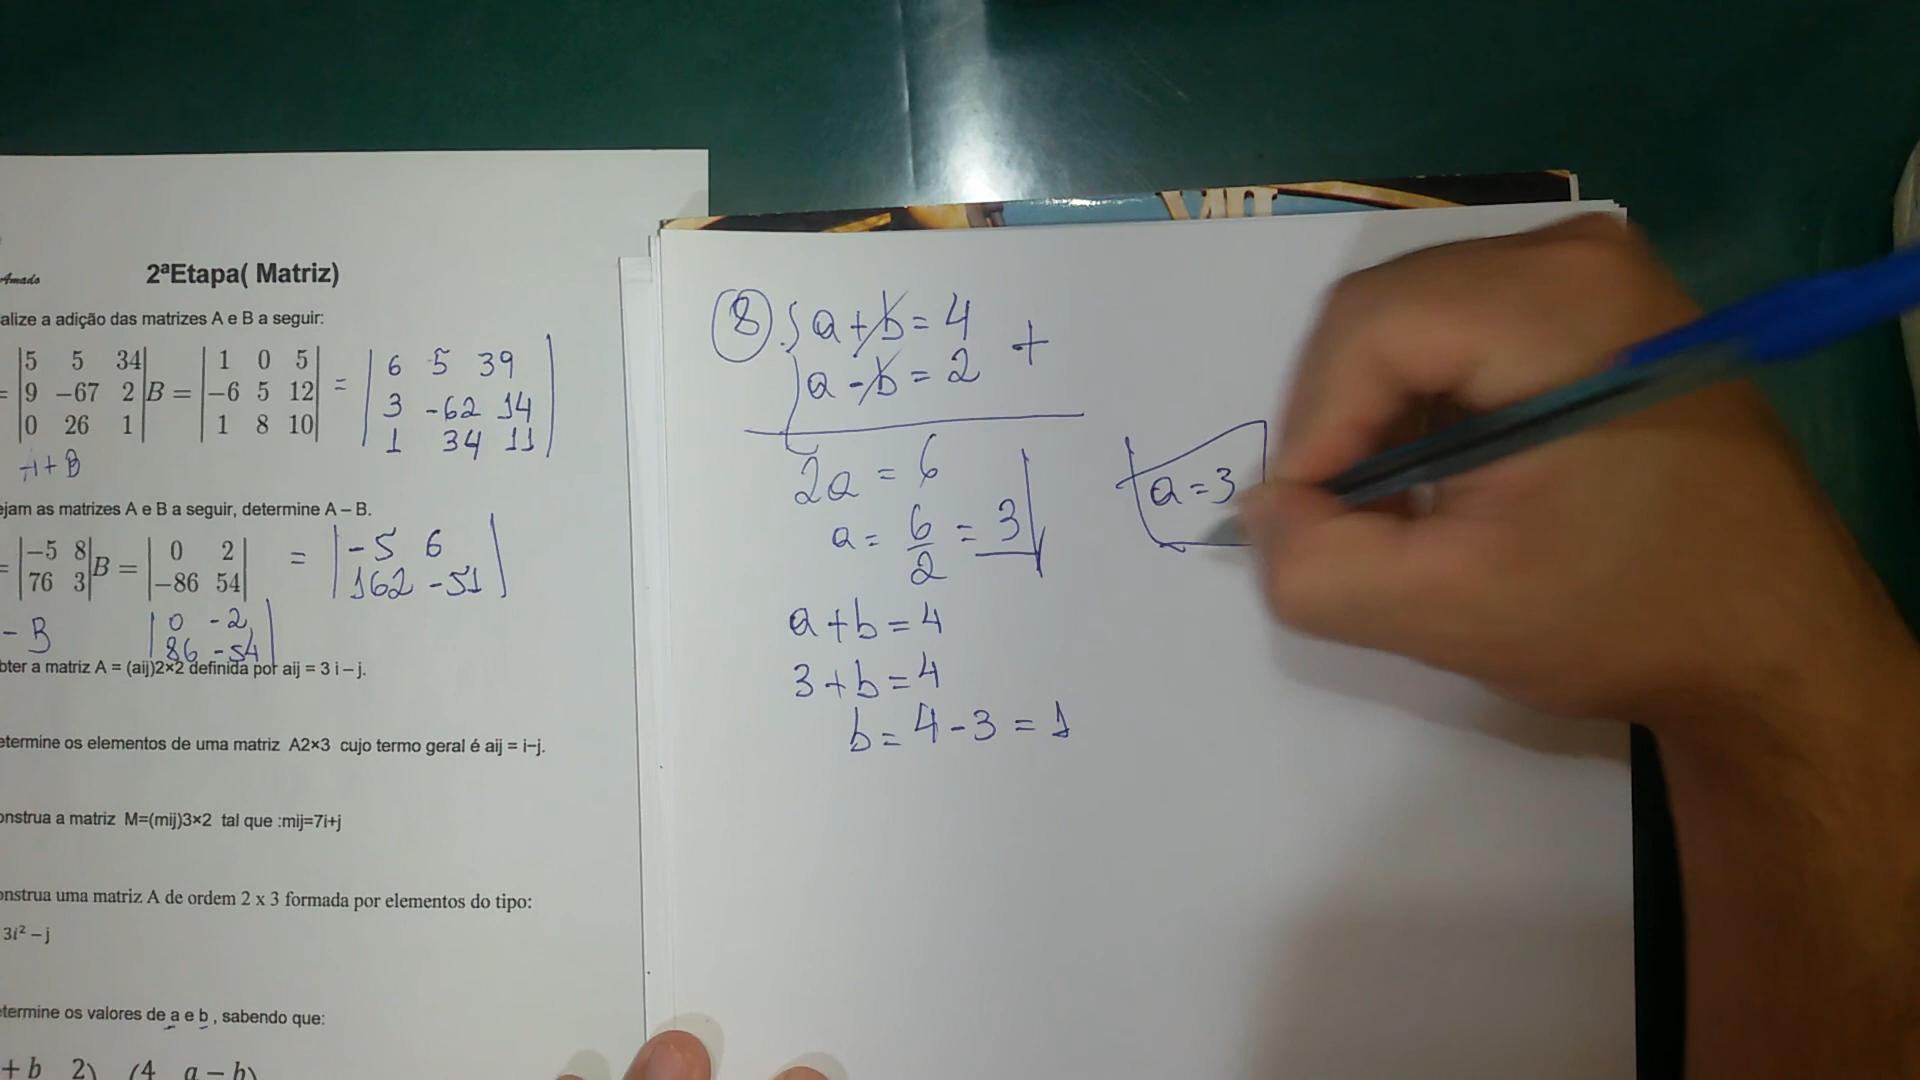 Amado
2ªEtapa( Matriz)
alize a adição das matrizes A e B a seguir:
= |5 5 34| B = |1 0 5| = |6 5 39|
|9 −67 2| |−6 5 12| |3 -62 14|
|0 26 1| |1 8 10| |1 34 11|
A+B
ejam as matrizes A e B a seguir, determine A – B.
= |−5 8| B = |0 2| = |-5 6|
|76 3| |−86 54| |162 -51|
- B |0 -2|
|86 -54|
bter a matriz A = (aij)2×2 definida por aij = 3 i – j.
etermine os elementos de uma matriz A2×3 cujo termo geral é aij = i−j.
onstrua a matriz M=(mij)3×2 tal que :mij=7i+j
onstrua uma matriz A de ordem 2 x 3 formada por elementos do tipo:
3i² – j
etermine os valores de a e b , sabendo que:
+ b 2) (4 a − b)
8. { a+b=4 +
a-b=2
2a = 6
a = 6/2 = 3
a+b=4
3+b=4
b=4-3=1
a=3